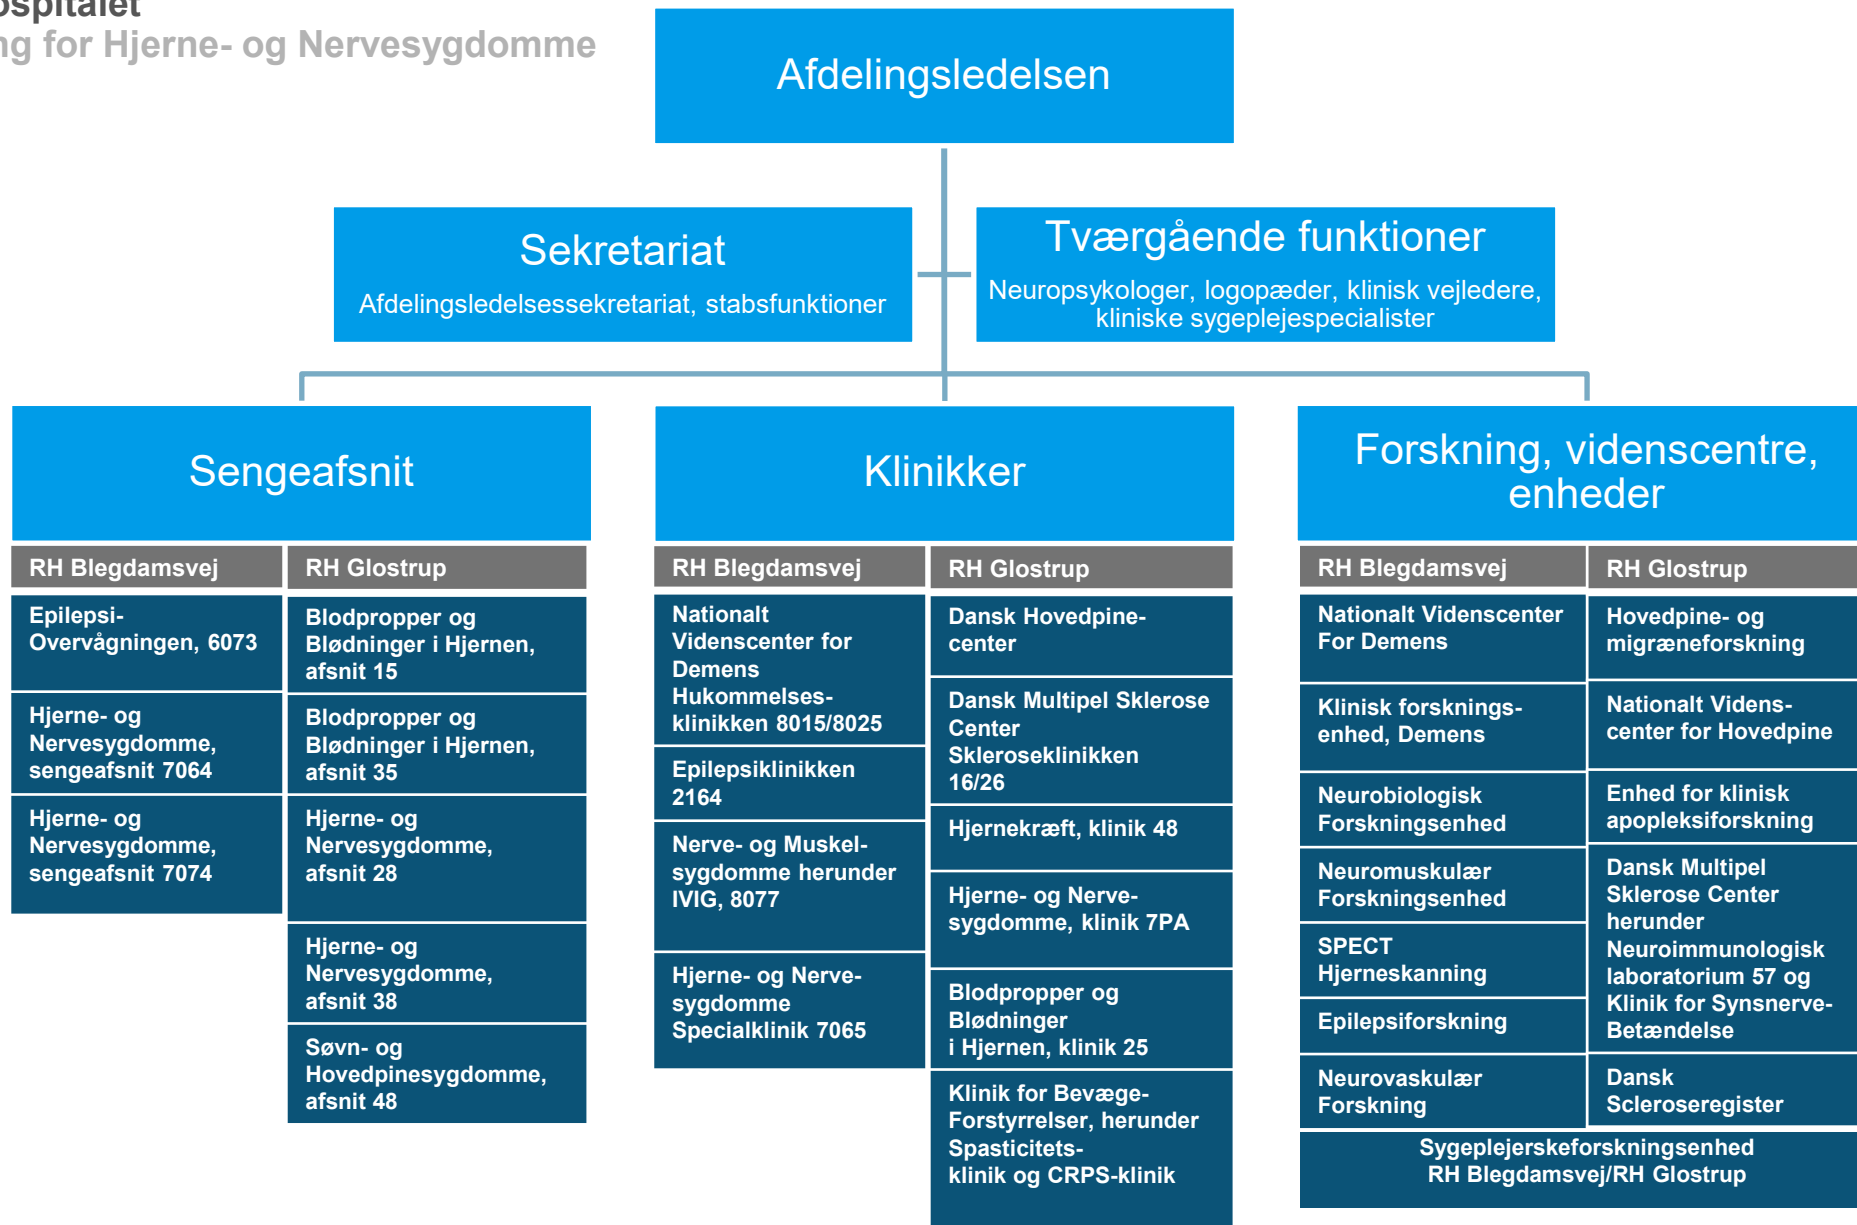 ospitalet
ng for Hjerne- og Nervesygdomme
Afdelingsledelsen
Sekretariat
Afdelingsledelsessekretariat, stabsfunktioner
Tværgående funktioner
Neuropsykologer, logopæder, klinisk vejledere,
kliniske sygeplejespecialister
Sengeafsnit
RH Blegdamsvej
Epilepsi-
Overvågningen, 6073
Hjerne- og
Nervesygdomme,
sengeafsnit 7064
Hjerne- og
Nervesygdomme,
sengeafsnit 7074
RH Glostrup
Blodpropper og
Blødninger i Hjernen,
afsnit 15
Blodpropper og
Blødninger i Hjernen,
afsnit 35
Hjerne- og
Nervesygdomme,
afsnit 28
Hjerne- og
Nervesygdomme,
afsnit 38
Søvn- og
Hovedpinesygdomme,
afsnit 48
Klinikker
RH Blegdamsvej
Nationalt
Videnscenter for
Demens
Hukommelses-
klinikken 8015/8025
Epilepsiklinikken
2164
Nerve- og Muskel-
sygdomme herunder
IVIG, 8077
Hjerne- og Nerve-
sygdomme
Specialklinik 7065
RH Glostrup
Dansk Hovedpine-
center
Dansk Multipel Sklerose
Center
Skleroseklinikken
16/26
Hjernekræft, klinik 48
Hjerne- og Nerve-
sygdomme, klinik 7PA
Blodpropper og
Blødninger
i Hjernen, klinik 25
Klinik for Bevæge-
Forstyrrelser, herunder
Spasticitets-
klinik og CRPS-klinik
Forskning, videnscentre,
enheder
RH Blegdamsvej
Nationalt Videnscenter
For Demens
Klinisk forsknings-
enhed, Demens
Neurobiologisk
Forskningsenhed
Neuromuskulær
Forskningsenhed
SPECT
Hjerneskanning
Epilepsiforskning
Neurovaskulær
Forskning
RH Glostrup
Hovedpine- og
migræneforskning
Nationalt Videns-
center for Hovedpine
Enhed for klinisk
apopleksiforskning
Dansk Multipel
Sklerose Center
herunder
Neuroimmunologisk
laboratorium 57 og
Klinik for Synsnerve-
Betændelse
Dansk
Scleroseregister
Sygeplejerskeforskningsenhed
RH Blegdamsvej/RH Glostrup